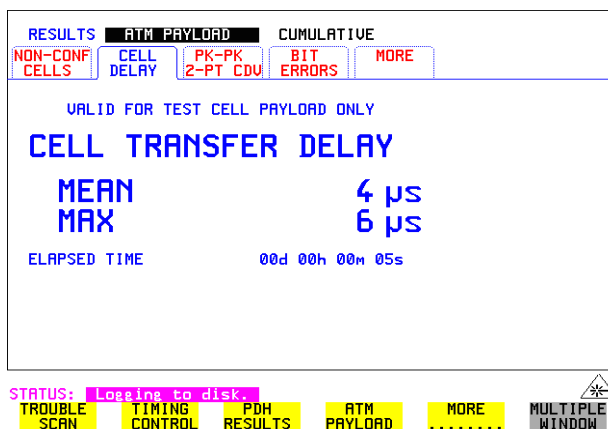 RESULTS ATM PAYLOAD CUMULATIVE
NON-CONF CELL PK-PK BIT MORE
CELLS DELAY 2-PT CDV ERRORS
VALID FOR TEST CELL PAYLOAD ONLY
CELL TRANSFER DELAY
MEAN 4 µs
MAX 6 µs
ELAPSED TIME 00d 00h 00m 05s
STATUS: Logging to disk.
TROUBLE TIMING PDH ATM MORE MULTIPLE
SCAN CONTROL RESULTS PAYLOAD ........ WINDOW